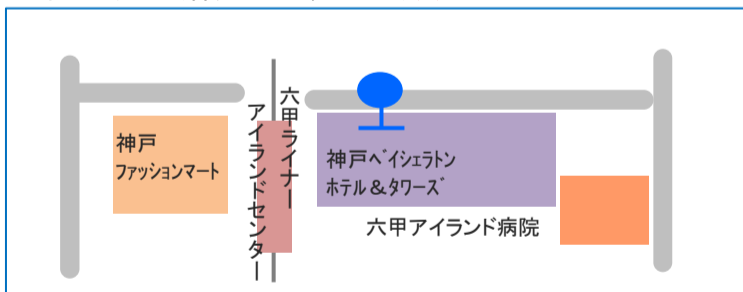 神戸
ファッションマート
アイランドセンター
六甲ライナー
神戸ベイシェラトン
ホテル&タワーズ
六甲アイランド病院